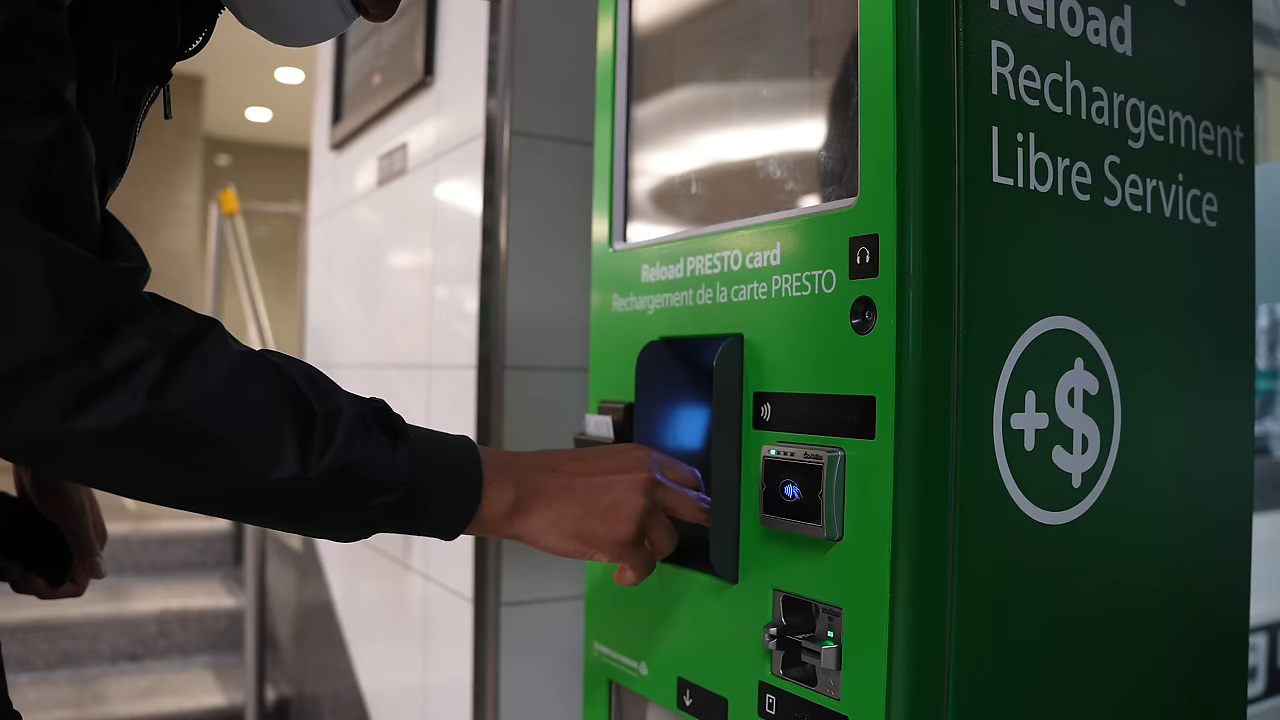 Reload
Rechargement
Libre Service
Reload PRESTO card
Rechargement de la carte PRESTO
+$